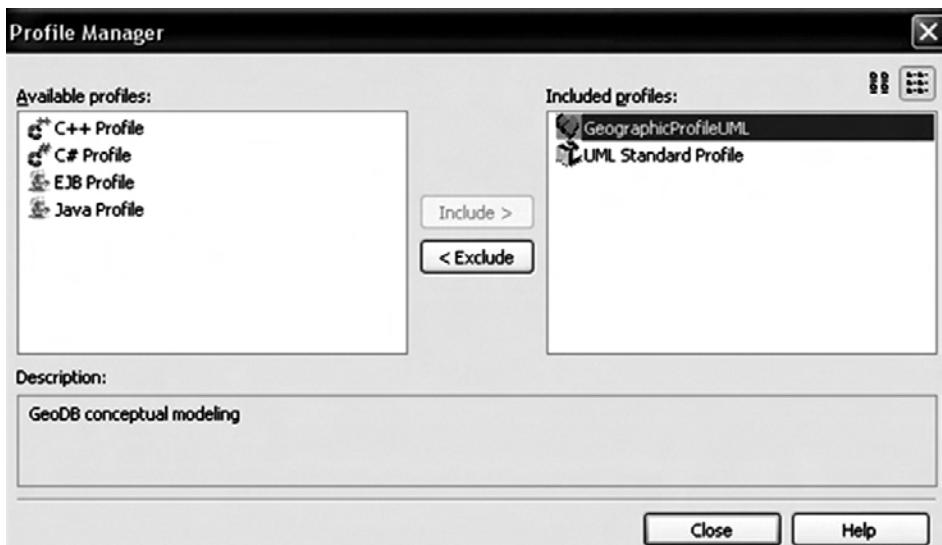 Profile Manager
Available profiles:
C++ Profile
C# Profile
EJB Profile
Java Profile
Include >
< Exclude
Included profiles:
GeographicProfileUML
UML Standard Profile
Description:
GeoDB conceptual modeling
Close
Help